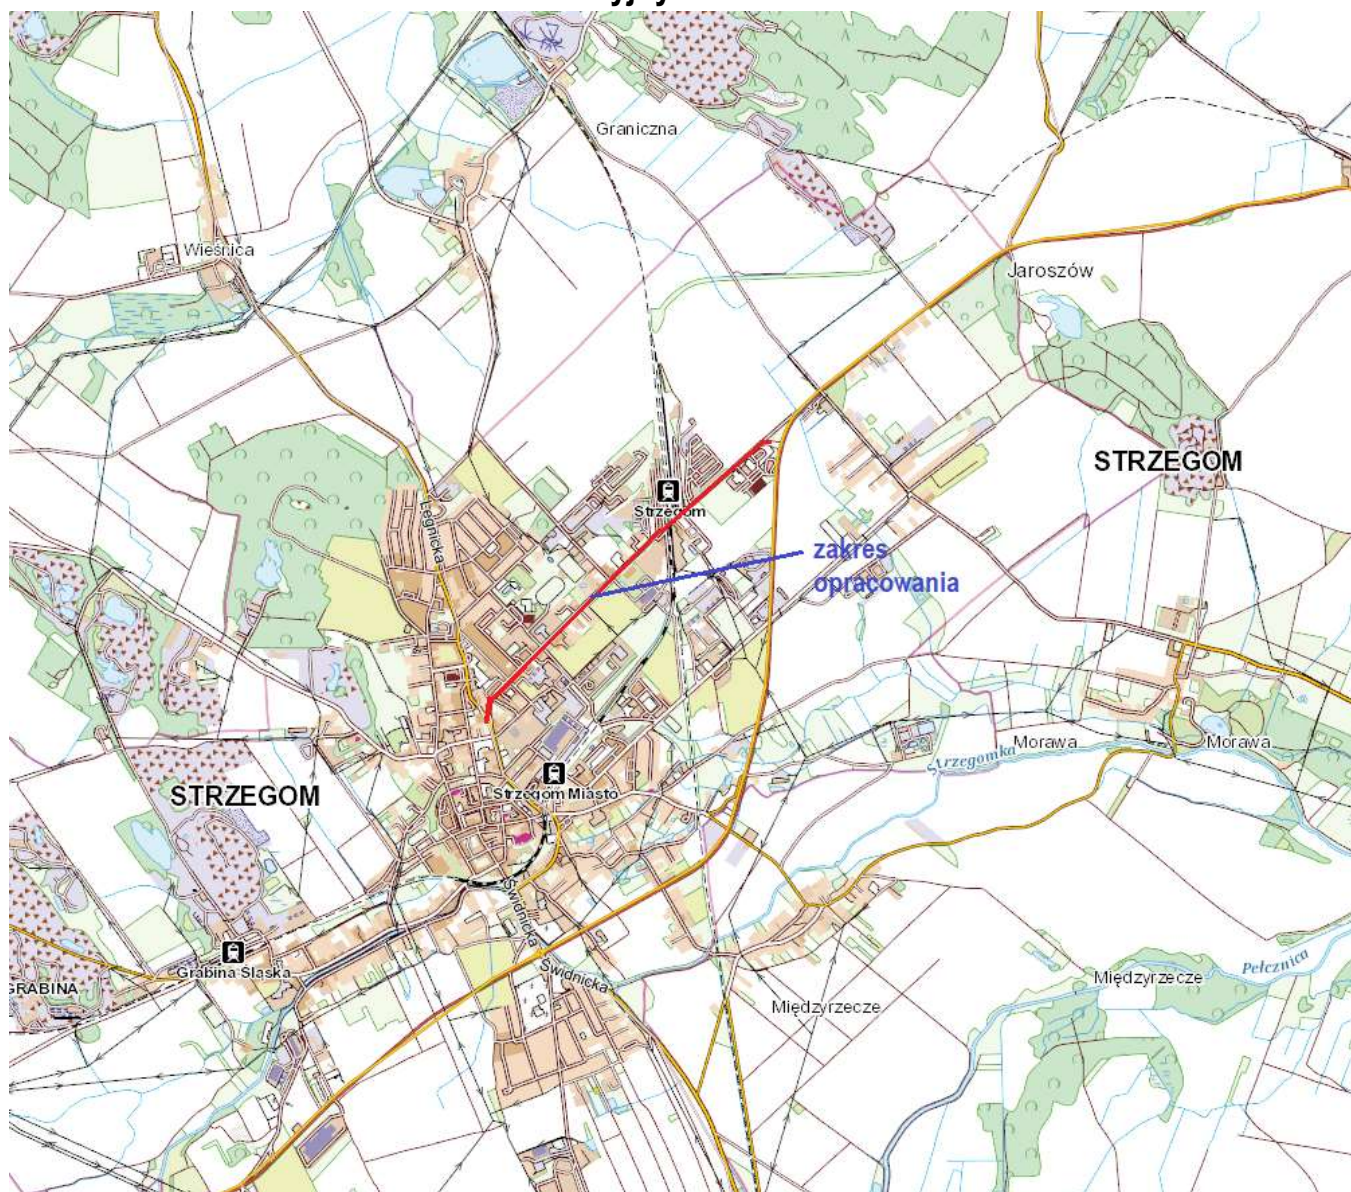 Graniczna
Wieśnica
Jaroszów
STRZEGOM
Legnicka
Strzegom
zakres
opracowania
Morawa
Morawa
Strzegomka
STRZEGOM
Strzegom Miasto
Świdnicka
Grabina Śląska
GRABINA
Świdnicka
Międzyrzecze
Pełcznica
Międzyrzecze